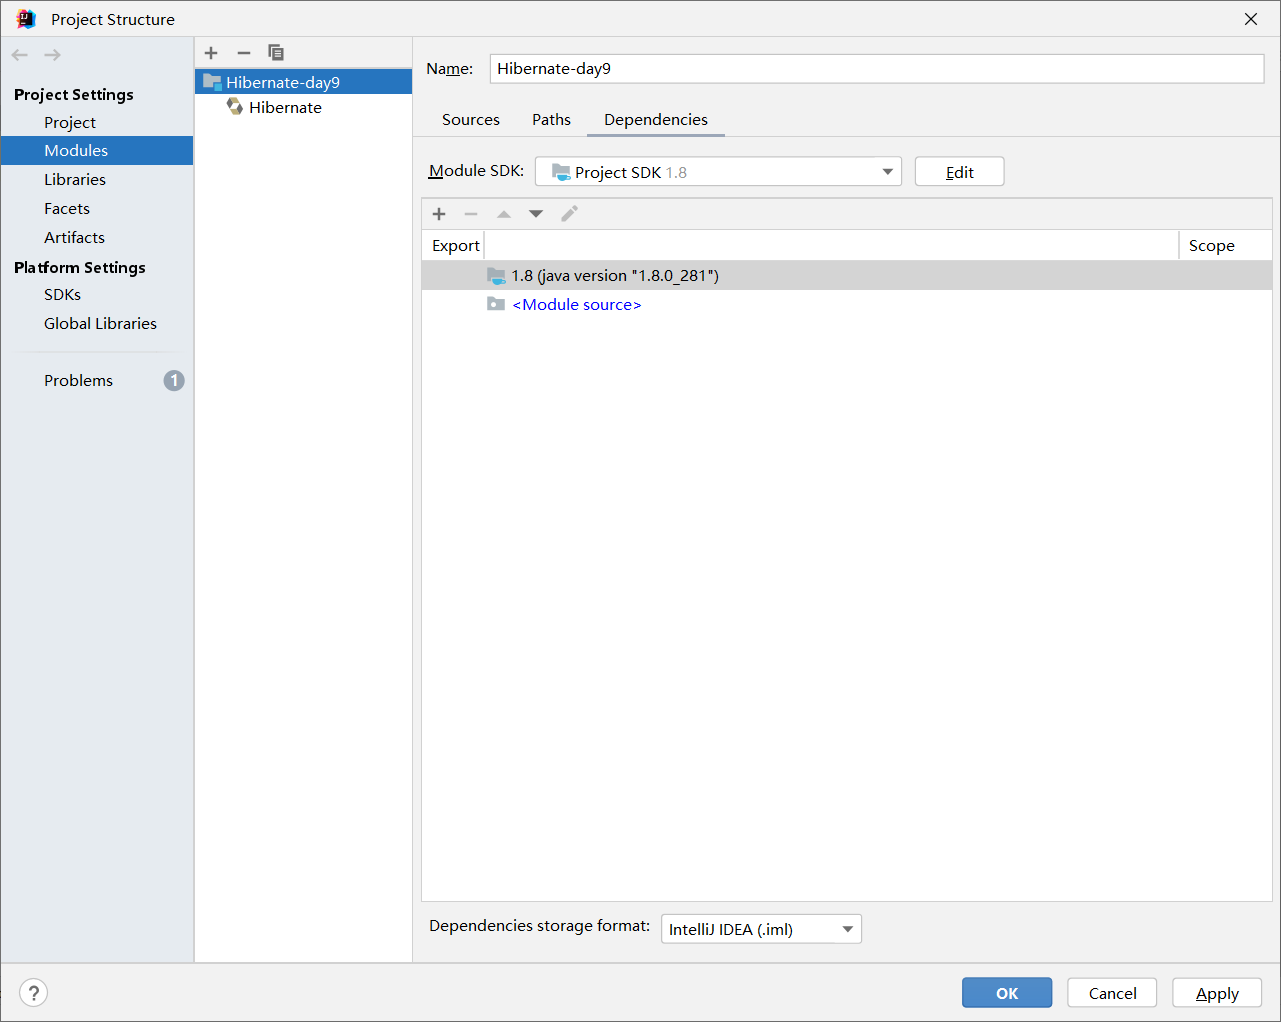 Project Structure
Project Settings
Project
Modules
Libraries
Facets
Artifacts
Platform Settings
SDKs
Global Libraries
Problems 1
Hibernate-day9
Hibernate
Name: Hibernate-day9
Sources Paths Dependencies
Module SDK: Project SDK 1.8 Edit
Export Scope
1.8 (java version "1.8.0_281")
<Module source>
Dependencies storage format: IntelliJ IDEA (.iml)
? OK Cancel Apply